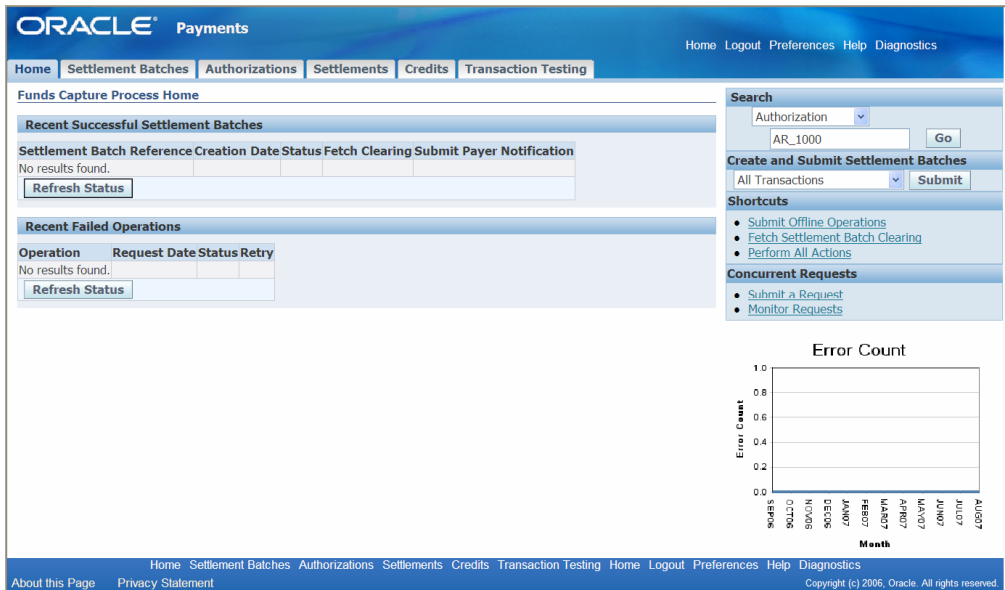 ORACLE® Payments
Home Logout Preferences Help Diagnostics
Home Settlement Batches Authorizations Settlements Credits Transaction Testing
Funds Capture Process Home
Recent Successful Settlement Batches
Settlement Batch Reference Creation Date Status Fetch Clearing Submit Payer Notification
No results found.
Refresh Status
Recent Failed Operations
Operation Request Date Status Retry
No results found.
Refresh Status
Search
Authorization
AR_1000 Go
Create and Submit Settlement Batches
All Transactions Submit
Shortcuts
Submit Offline Operations
Fetch Settlement Batch Clearing
Perform All Actions
Concurrent Requests
Submit a Request
Monitor Requests
Error Count
1.0
0.8
0.6
0.4
0.2
0.0
Error Count
SEP06 OCT06 NOV06 DEC06 JAN07 FEB07 MAR07 APR07 MAY07 JUN07 JUL07 AUG07
Month
Home Settlement Batches Authorizations Settlements Credits Transaction Testing Home Logout Preferences Help Diagnostics
About this Page Privacy Statement
Copyright (c) 2006, Oracle. All rights reserved.